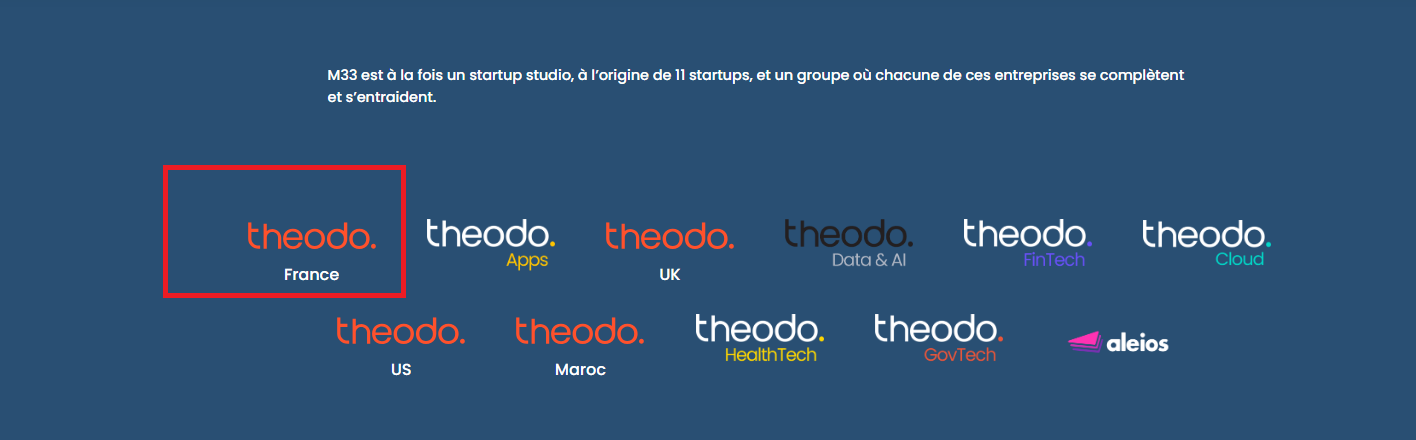 M33 est à la fois un startup studio, à l’origine de 11 startups, et un groupe où chacune de ces entreprises se complètent
et s’entraident.
theodo. theodo. theodo. theodo. theodo. theodo.
Apps Data & AI FinTech Cloud
France UK
theodo. theodo. theodo. theodo. aleios
HealthTech GovTech
US Maroc